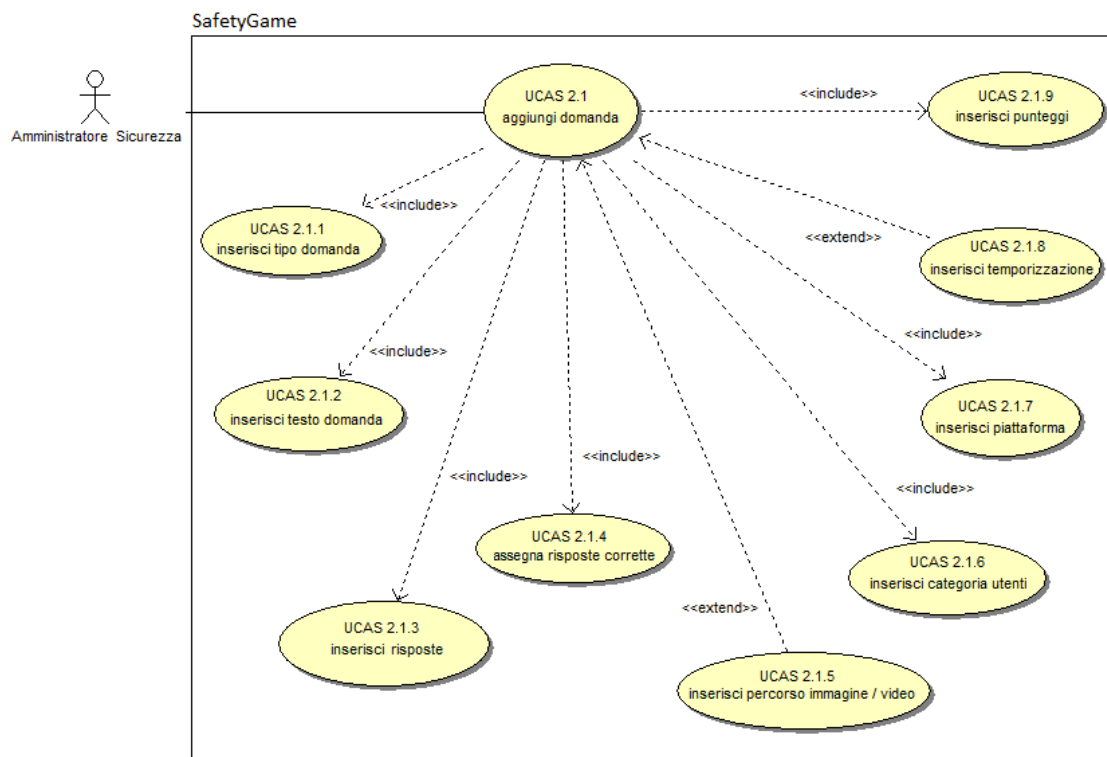 SafetyGame
Amministratore Sicurezza
UCAS 2.1
aggiungi domanda
<<include>>
UCAS 2.1.9
inserisci punteggi
<<include>>
UCAS 2.1.1
inserisci tipo domanda
<<extend>>
UCAS 2.1.8
inserisci temporizzazione
<<include>>
UCAS 2.1.2
inserisci testo domanda
<<include>>
UCAS 2.1.7
inserisci piattaforma
<<include>>
UCAS 2.1.3
inserisci risposte
<<include>>
UCAS 2.1.4
assegna risposte corrette
<<include>>
UCAS 2.1.6
inserisci categoria utenti
<<extend>>
UCAS 2.1.5
inserisci percorso immagine / video